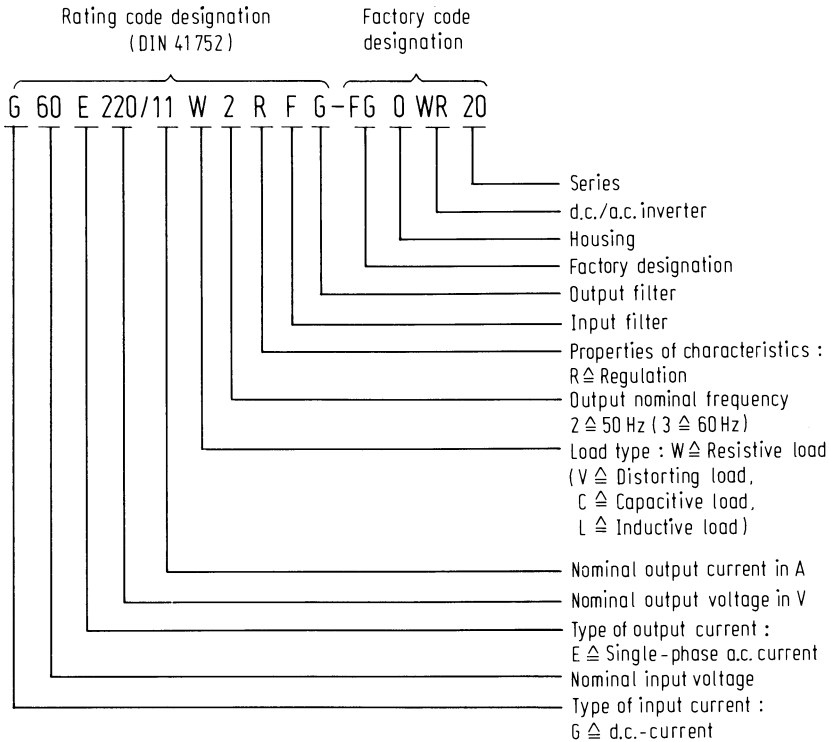 Rating code designation
(DIN 41752)
Factory code
designation
G 60 E 220/11 W 2 R F G-FG 0 WR 20
Series
d.c./a.c. inverter
Housing
Factory designation
Output filter
Input filter
Properties of characteristics :
R ≙ Regulation
Output nominal frequency
2 ≙ 50 Hz ( 3 ≙ 60 Hz )
Load type : W ≙ Resistive load
( V ≙ Distorting load,
C ≙ Capacitive load,
L ≙ Inductive load )
Nominal output current in A
Nominal output voltage in V
Type of output current :
E ≙ Single-phase a.c. current
Nominal input voltage
Type of input current :
G ≙ d.c.-current